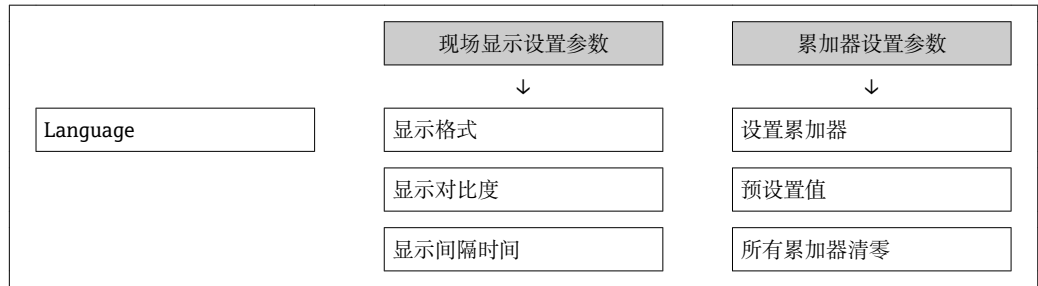 现场显示设置参数 累加器设置参数
↓ ↓
Language 显示格式 设置累加器
显示对比度 预设置值
显示间隔时间 所有累加器清零